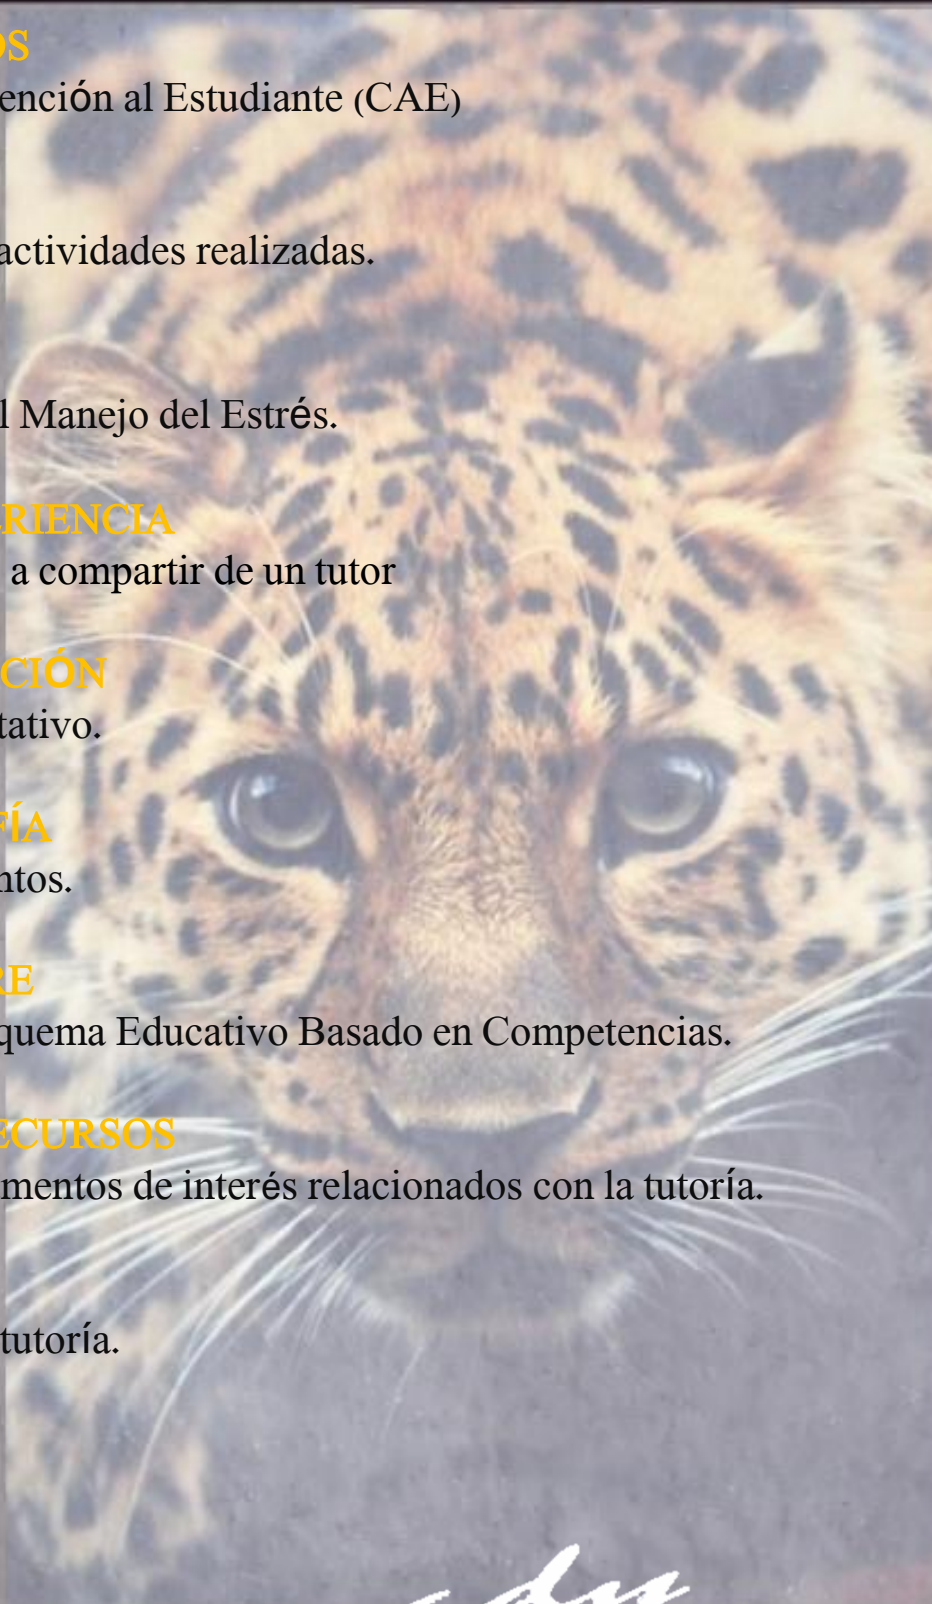 OS
ención al Estudiante (CAE)
actividades realizadas.
l Manejo del Estrés.
RIENCIA
a compartir de un tutor
CIÓN
tativo.
FÍA
ntos.
RE
quema Educativo Basado en Competencias.
ECURSOS
mentos de interés relacionados con la tutoría.
tutoría.